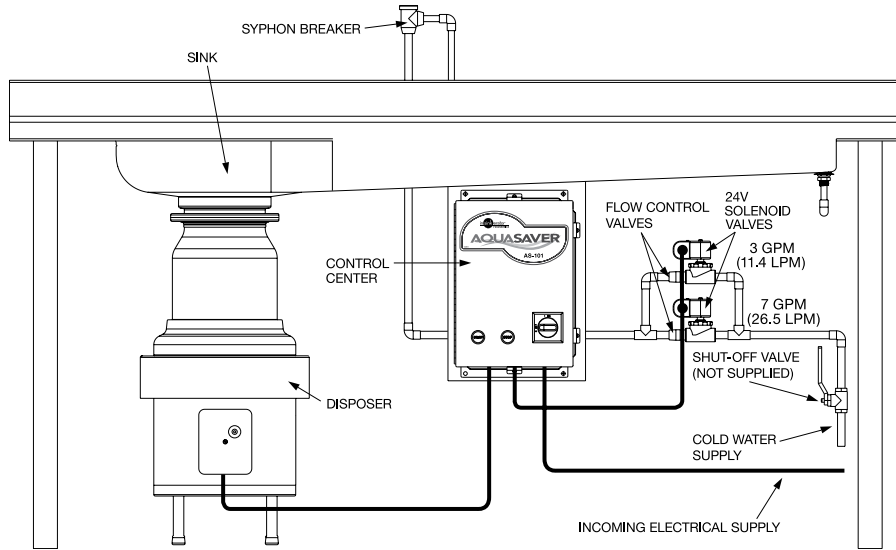 SYPHON BREAKER
SINK
FLOW CONTROL
VALVES
24V
SOLENOID
VALVES
3 GPM
(11.4 LPM)
AQUASAVER
AS-101
CONTROL
CENTER
7 GPM
(26.5 LPM)
SHUT-OFF VALVE
(NOT SUPPLIED)
DISPOSER
COLD WATER
SUPPLY
INCOMING ELECTRICAL SUPPLY